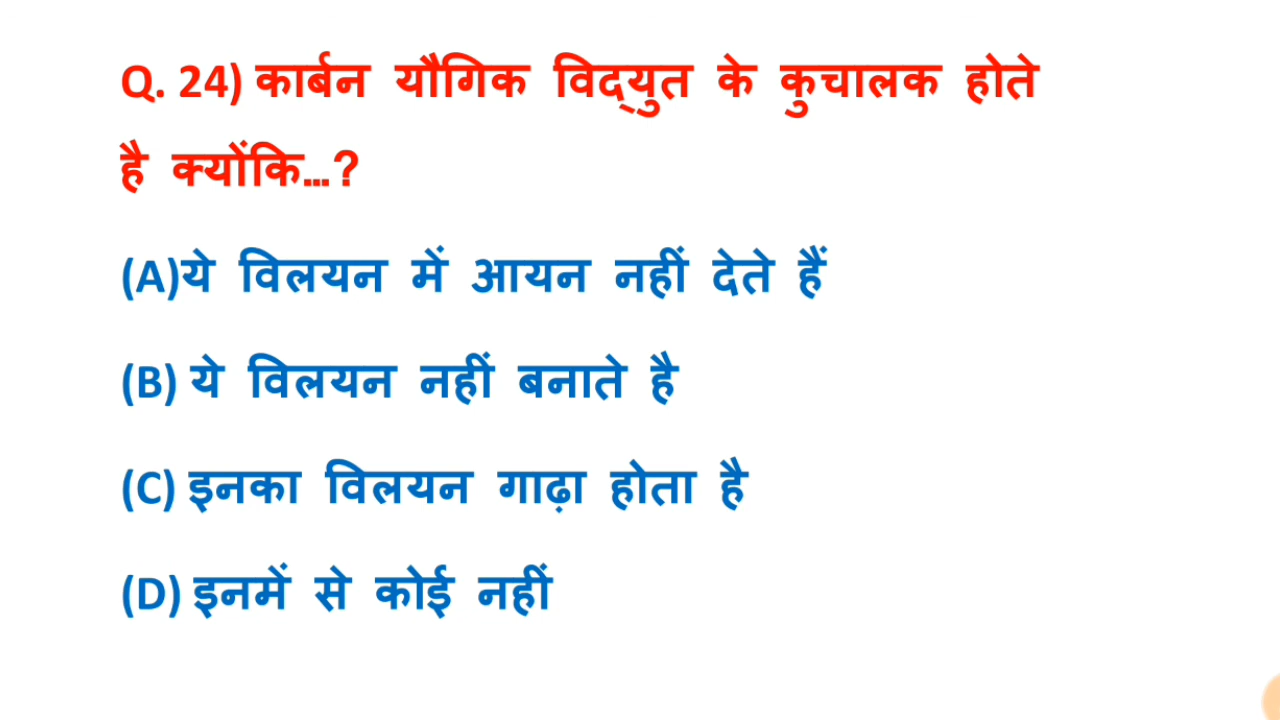 Q. 24) कार्बन यौगिक विद्युत के कुचालक होते
है क्योंकि...?
(A)ये विलयन में आयन नहीं देते हैं
(B) ये विलयन नहीं बनाते है
(C) इनका विलयन गाढ़ा होता है
(D) इनमें से कोई नहीं